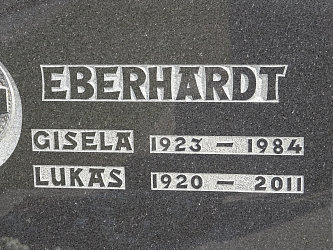 EBERHARDT
GISELA 1923 – 1984
LUKAS 1920 – 2011